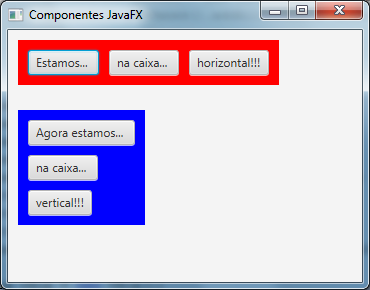 Componentes JavaFX
Estamos... na caixa... horizontal!!!
Agora estamos...
na caixa...
vertical!!!